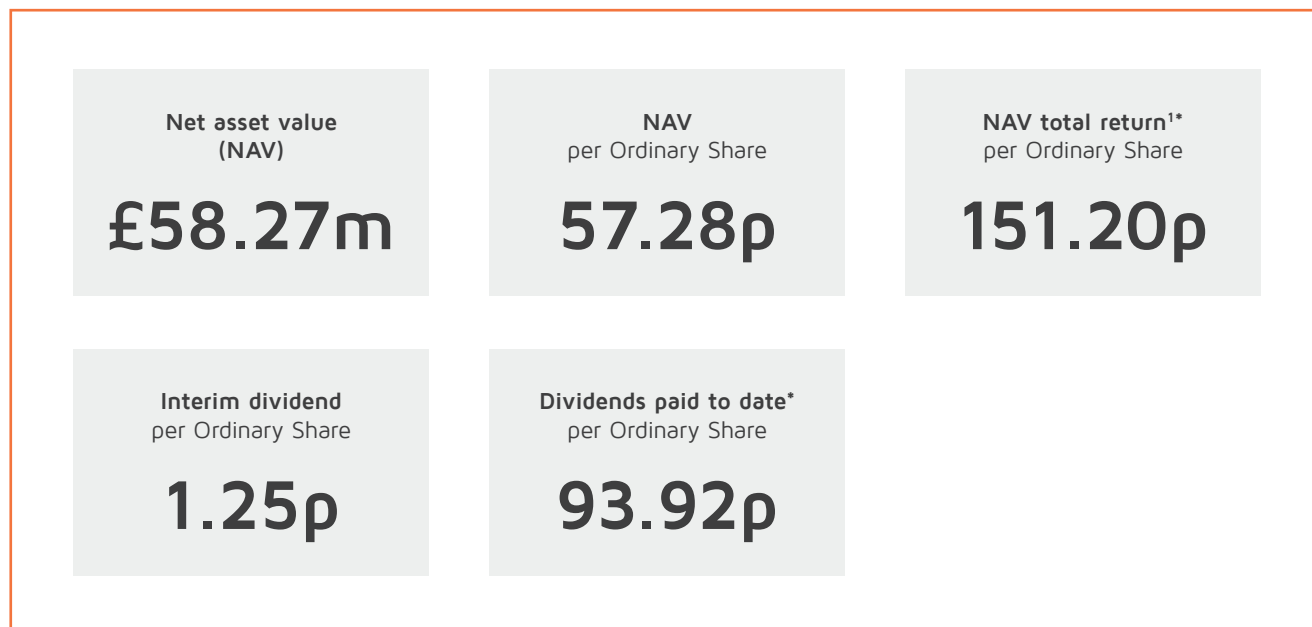 Net asset value
(NAV)
£58.27m
NAV
per Ordinary Share
57.28p
NAV total return¹*
per Ordinary Share
151.20p
Interim dividend
per Ordinary Share
1.25p
Dividends paid to date*
per Ordinary Share
93.92p